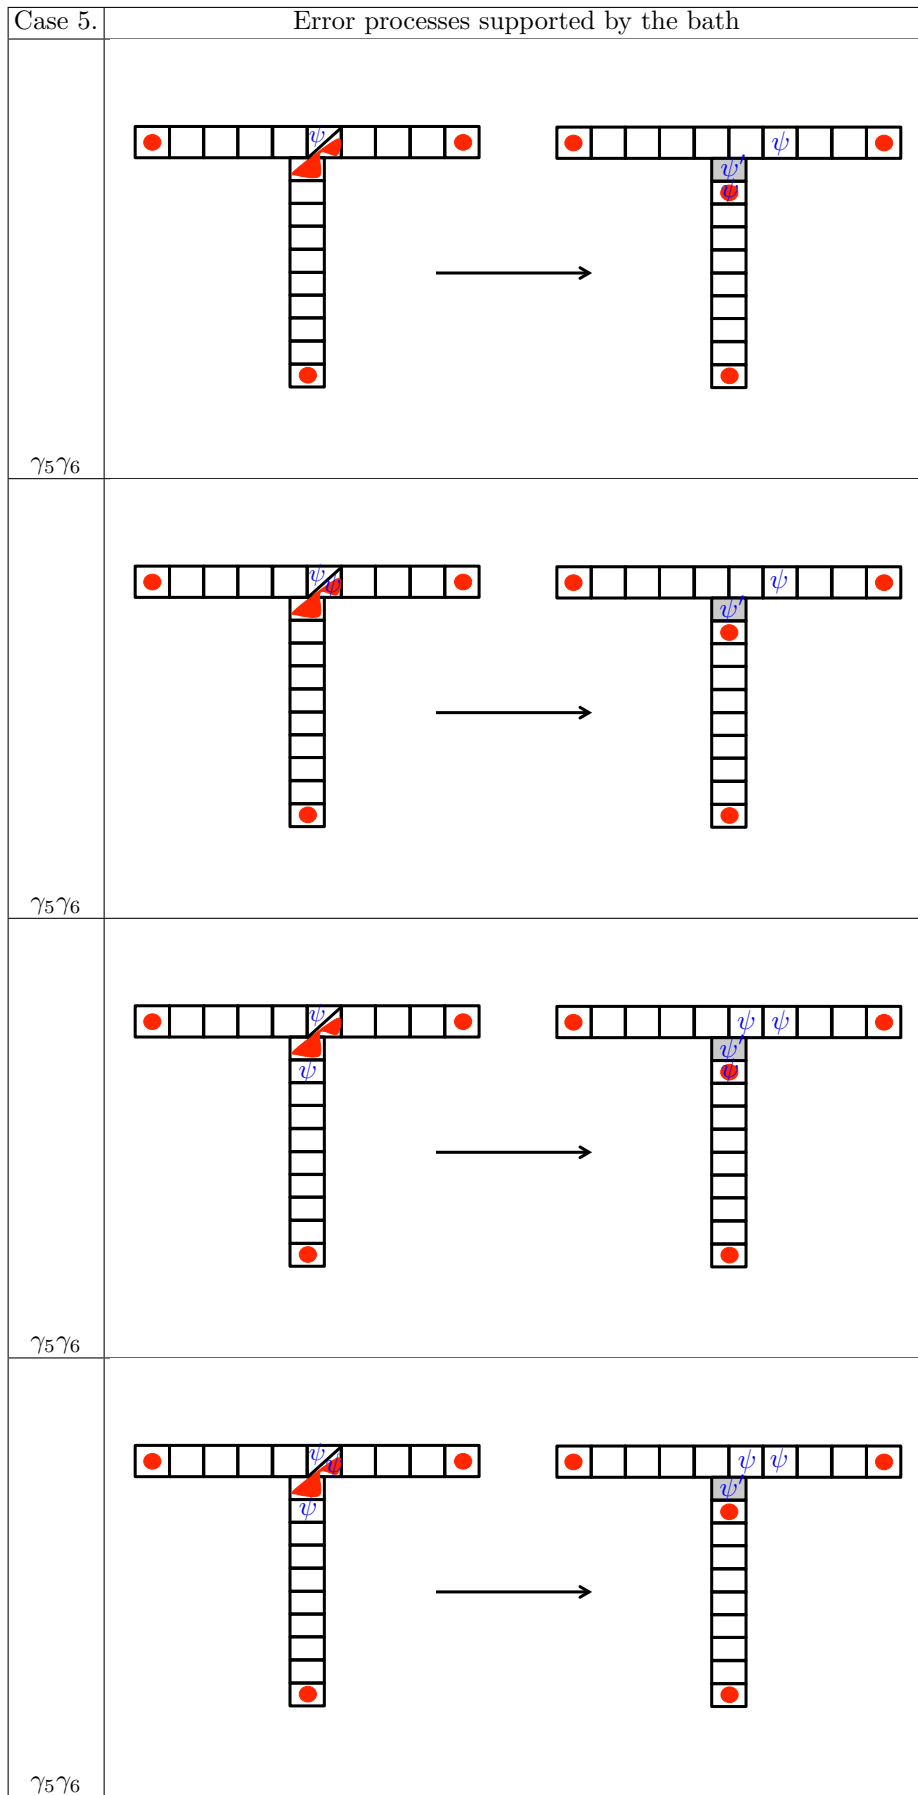 Case 5. Error processes supported by the bath
ψ ψ
ψ′
ψ
γ₅γ₆
ψ ψ ψ
ψ′
γ₅γ₆
ψ ψ ψ
ψ′
ψ ψ
γ₅γ₆
ψ ψ ψ ψ
ψ′
ψ
γ₅γ₆